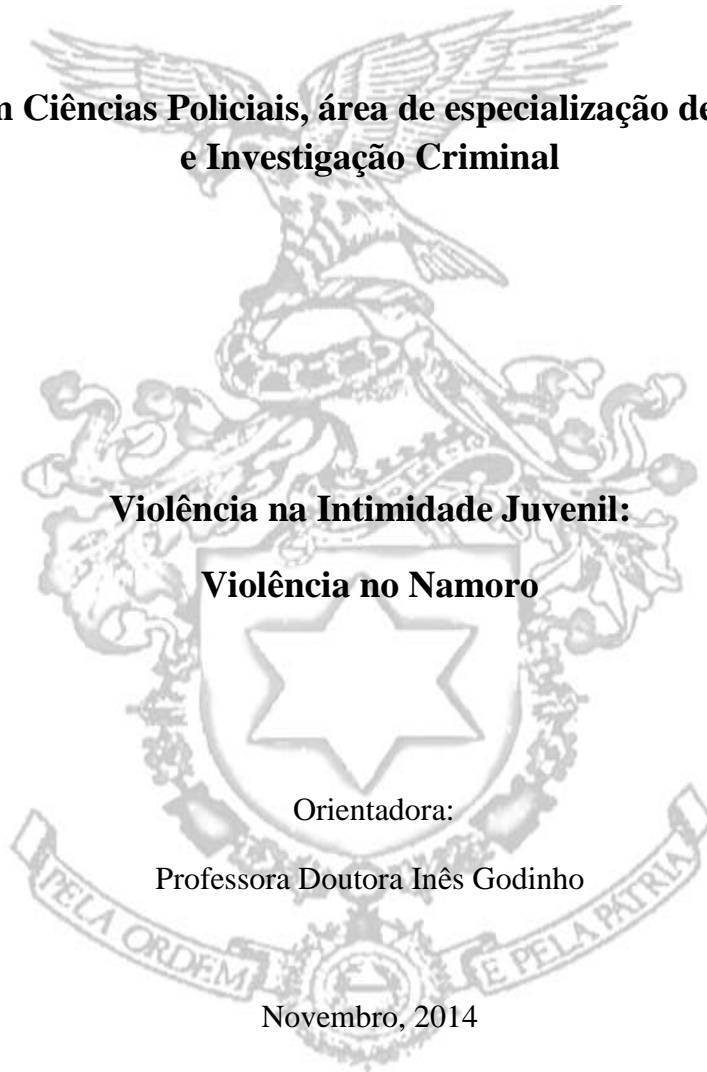 Ciências Policiais, área de especialização de
e Investigação Criminal
Violência na Intimidade Juvenil:
Violência no Namoro
Orientadora:
Professora Doutora Inês Godinho
PELA ORDEM E PELA PÁTRIA
Novembro, 2014